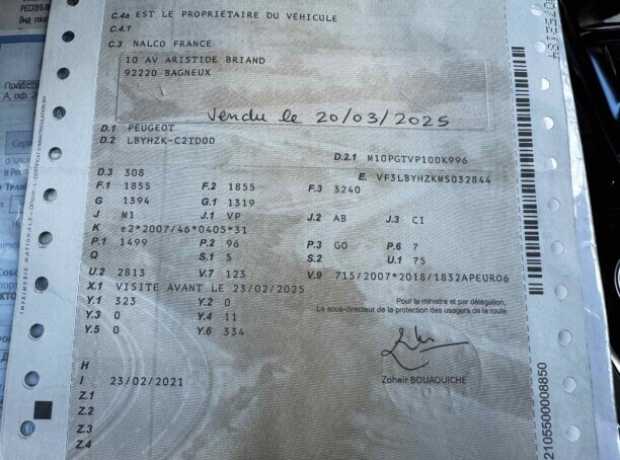 C.4a EST LE PROPRIÉTAIRE DU VÉHICULE
C.4.1
C.3 NALCO FRANCE
10 AV ARISTIDE BRIAND
92220 BAGNEUX
Vendu le 20/03/2025
D.1 PEUGEOT
D.2 LBYHZK-C2ID00
D.2.1 M10PGTVP100K996
D.3 308 E. VF3LBYHZKMS032844
F.1 1855 F.2 1855 F.3 3240
G 1394 G.1 1319
J M1 J.1 VP J.2 AB J.3 CI
K e2*2007/46*0405*31
P.1 1499 P.2 96 P.3 GO P.6 7
Q S.1 5 S.2 U.1 75
U.2 2813 V.7 123 V.9 715/2007*2018/1832APEURO6
X.1 VISITE AVANT LE 23/02/2025
Y.1 323 Y.2 0
Pour le ministre et par délégation,
Le sous-directeur de la protection des usagers de la route
Y.3 0 Y.4 11
Y.5 0 Y.6 334
H
I 23/02/2021
Zoheir BOUAOUICHE
Z.1
Z.2
Z.3
Z.4
2105500008850